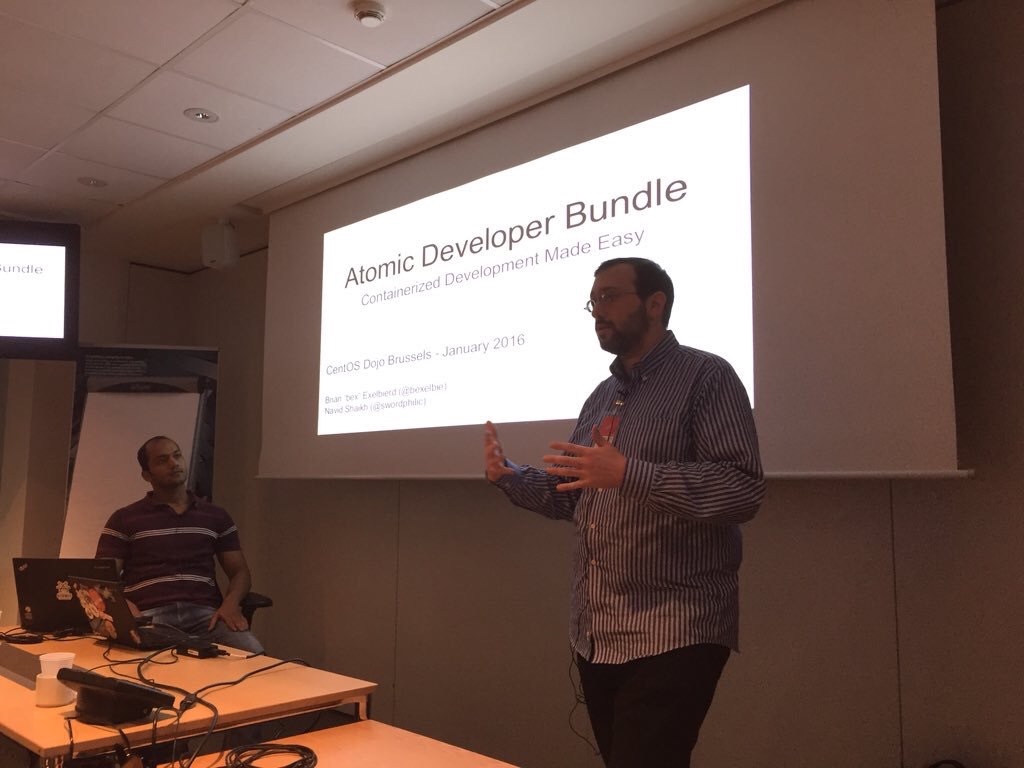 Atomic Developer Bundle
Containerized Development Made Easy
CentOS Dojo Brussels - January 2016
Brian 'bex' Exelbierd (@bexelbie)
Navid Shaikh (@swordphilic)
Bundle